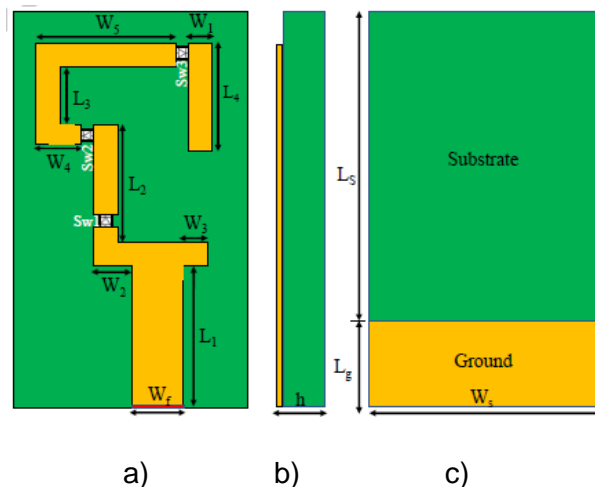 W5
W1
Sw3
L3
L4
W4
Sw2
L2
Sw1
W3
W2
L1
Wf
h
LS
Substrate
Lg
Ground
Ws
a) b) c)